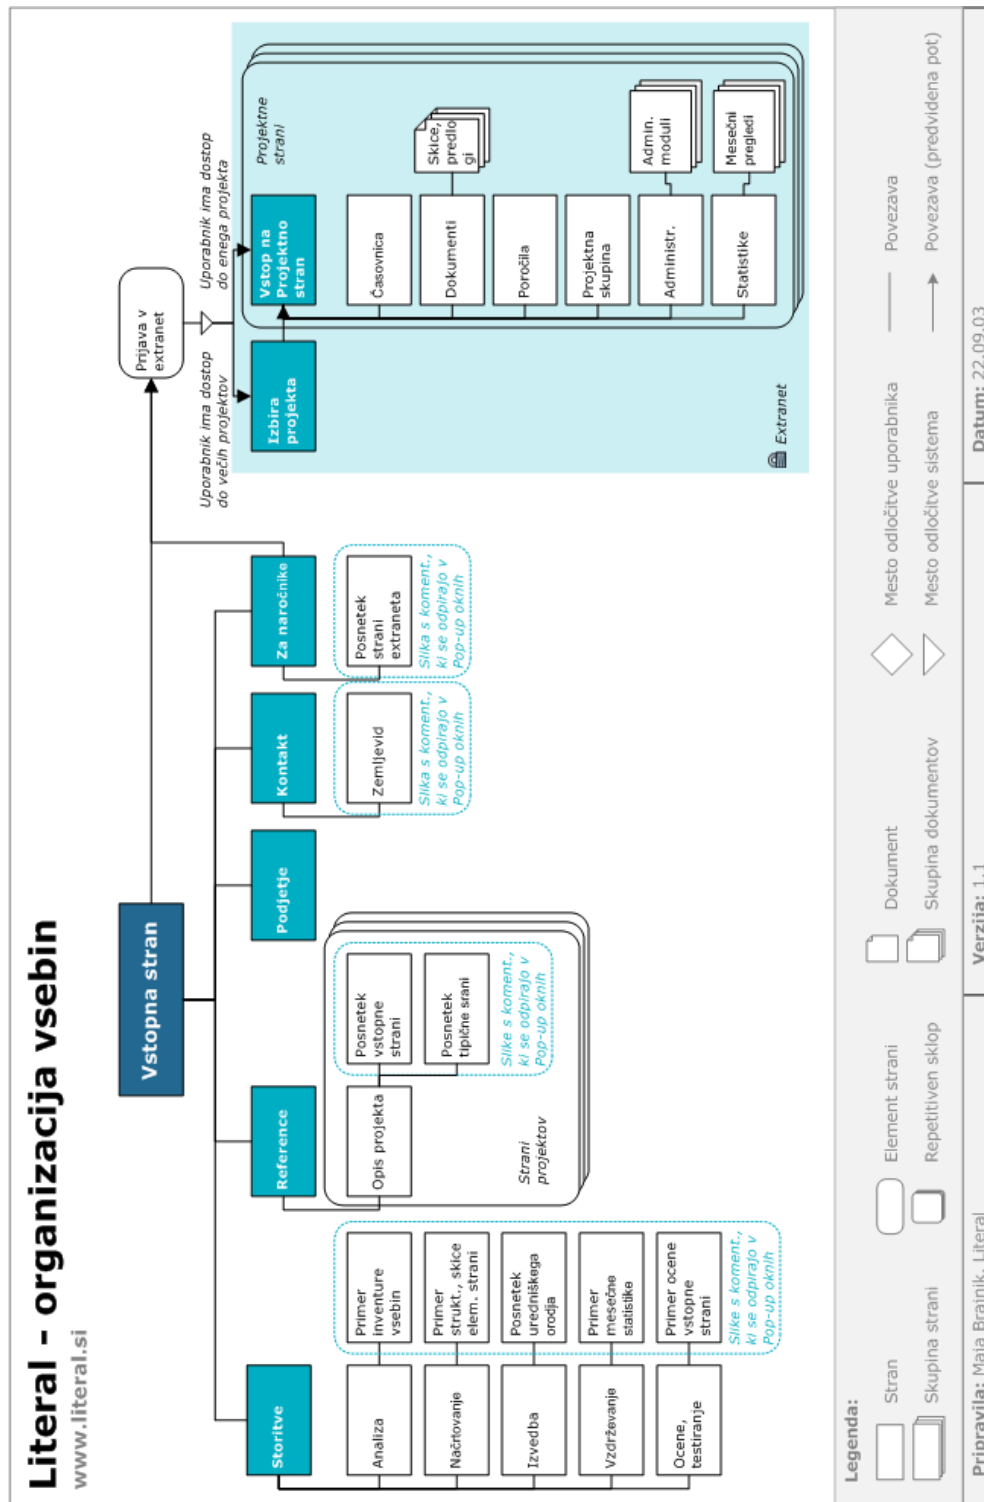 Literal - organizacija vsebin
www.literal.si
Vstopna stran
Prijava v
extranet
Uporabnik ima dostop
do večih projektov
Uporabnik ima dostop
do enega projekta
Storitve
Reference
Podjetje
Kontakt
Za naročnike
Izbira
projekta
Vstop na
Projektno
stran
Projektne
strani
Analiza
Primer
inventure
vsebin
Načrtovanje
Primer
strukt., skice
elem. strani
Izvedba
Posnetek
uredniškega
orodja
Vzdrževanje
Primer
mesečne
statistike
Ocene,
testiranje
Primer ocene
vstopne
strani
Slike s koment.,
ki se odpirajo v
Pop-up oknih
Opis projekta
Posnetek
vstopne
strani
Posnetek
tipične srani
Slike s koment.,
ki se odpirajo v
Pop-up oknih
Strani
projektov
Zemljevid
Slika s koment.,
ki se odpirajo v
Pop-up oknih
Posnetek
strani
extraneta
Slika s koment.,
ki se odpirajo v
Pop-up oknih
Časovnica
Dokumenti
Skice,
predlo
gi
Poročila
Projektna
skupina
Administr.
Admin.
moduli
Statistike
Mesečni
pregledi
Extranet
Legenda:
Stran
Element strani
Dokument
Mesto odločitve uporabnika
Povezava
Skupina strani
Repetitiven sklop
Skupina dokumentov
Mesto odločitve sistema
Povezava (predvidena pot)
Pripravila: Maja Brajnik, Literal
Verzija: 1.1
Datum: 22.09.03